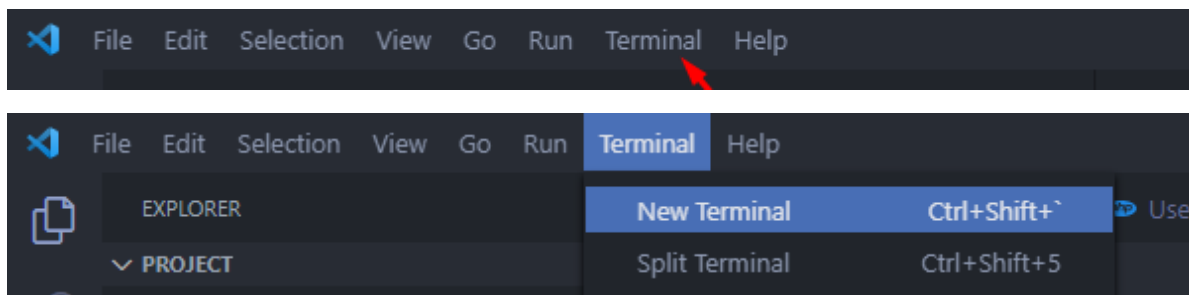 File Edit Selection View Go Run Terminal Help
File Edit Selection View Go Run Terminal Help
EXPLORER
New Terminal Ctrl+Shift+`
Use
PROJECT
Split Terminal Ctrl+Shift+5